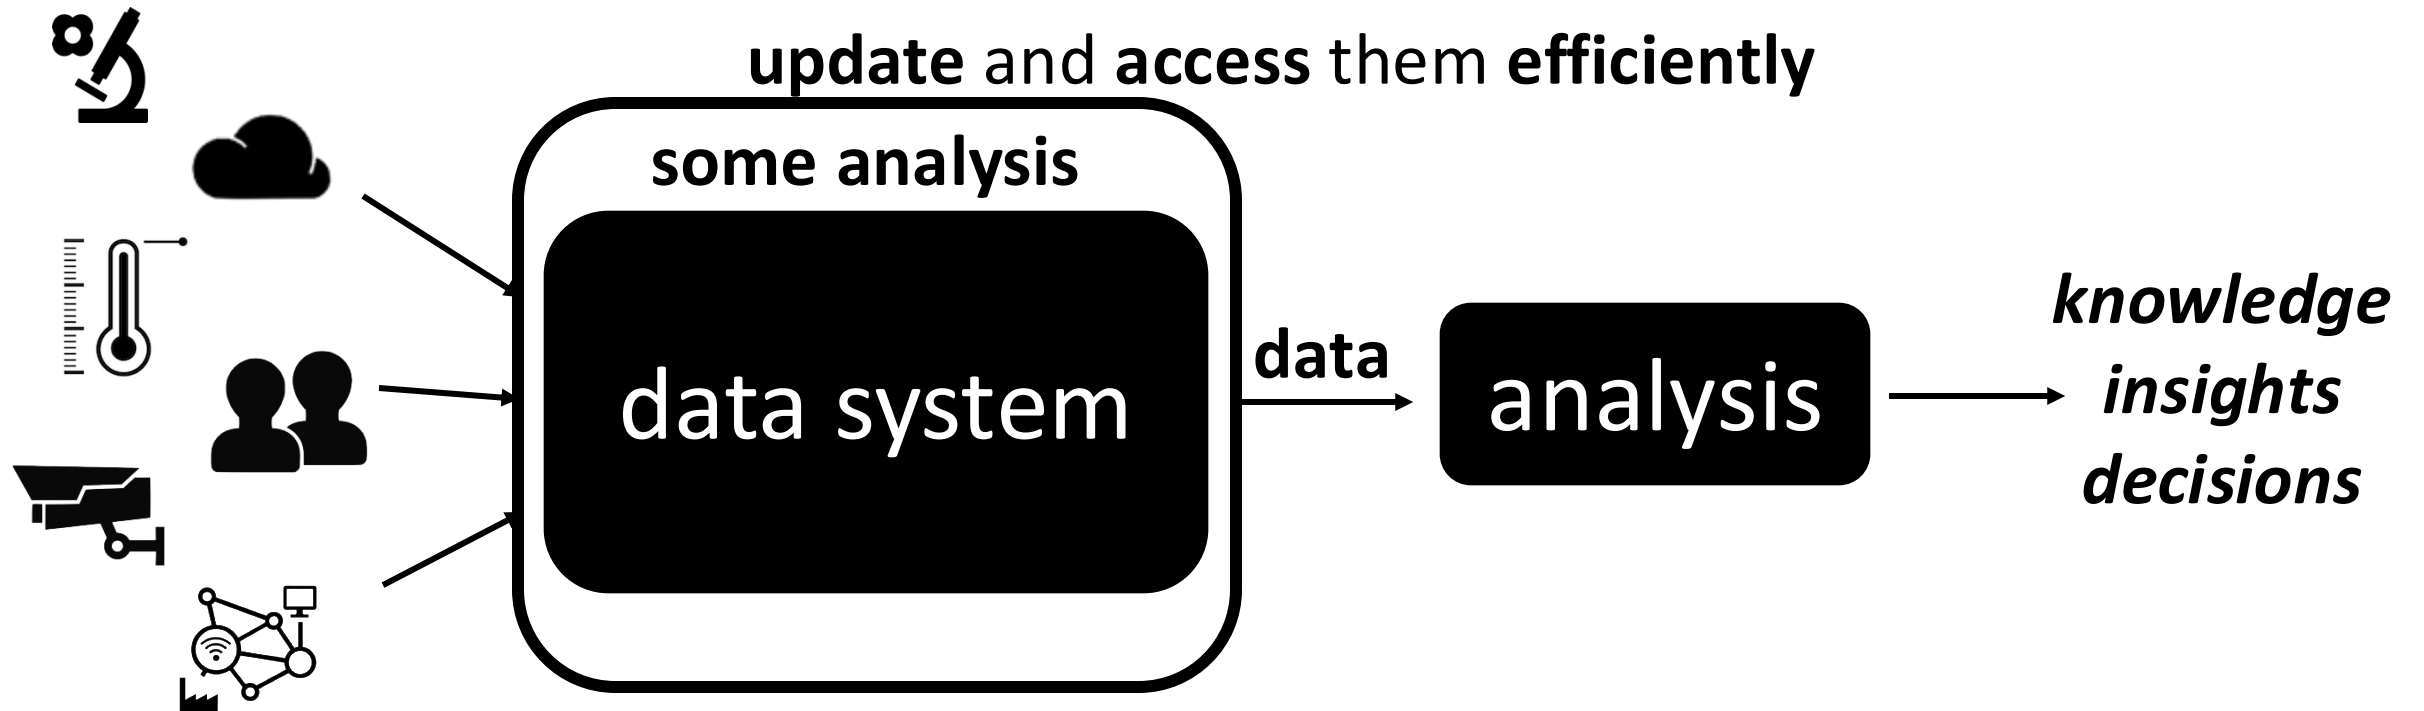 update and access them efficiently
some analysis
data system
data
analysis
knowledge
insights
decisions